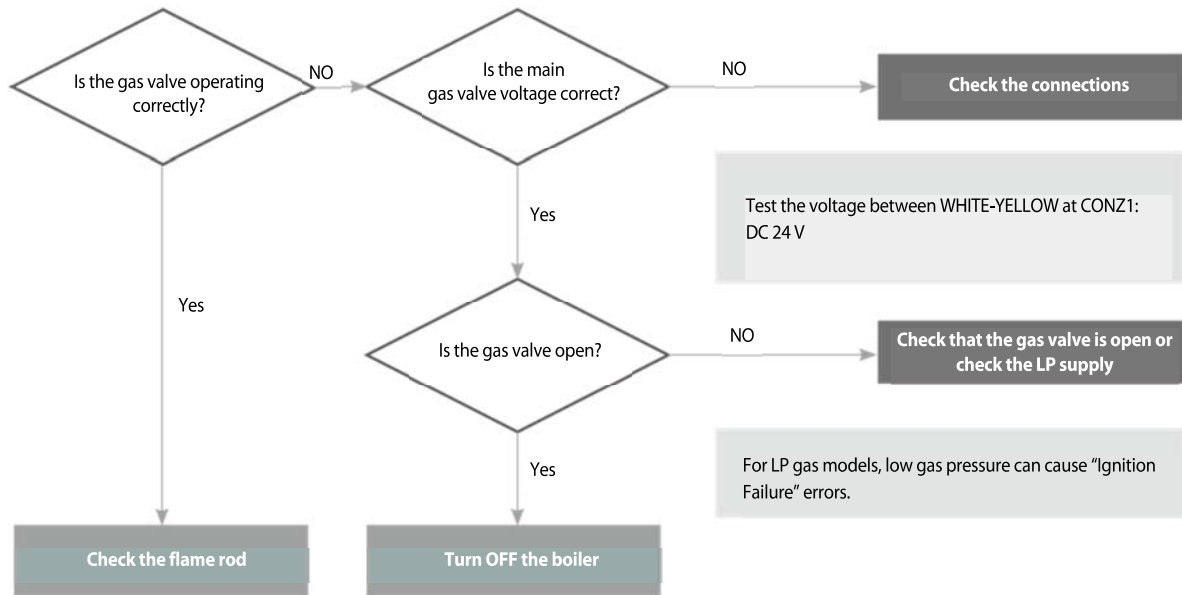 Is the gas valve operating
correctly?
NO
Is the main
gas valve voltage correct?
NO
Check the connections
Test the voltage between WHITE-YELLOW at CONZ1:
DC 24 V
Yes
Yes
Is the gas valve open?
NO
Check that the gas valve is open or
check the LP supply
For LP gas models, low gas pressure can cause “Ignition
Failure” errors.
Yes
Check the flame rod
Turn OFF the boiler